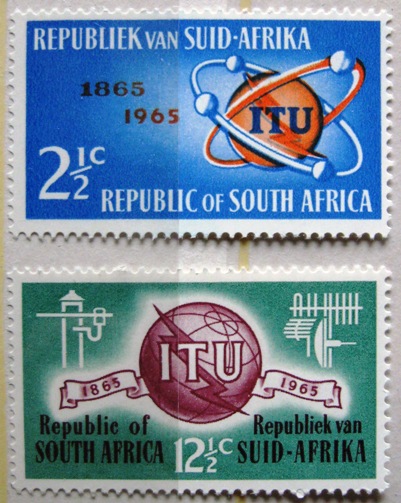 REPUBLIEK VAN SUID-AFRIKA
1865
1965
ITU
2½c
REPUBLIC OF SOUTH AFRICA
ITU
1865
1965
Republic of
SOUTH AFRICA
12½c
Republiek van
SUID-AFRIKA